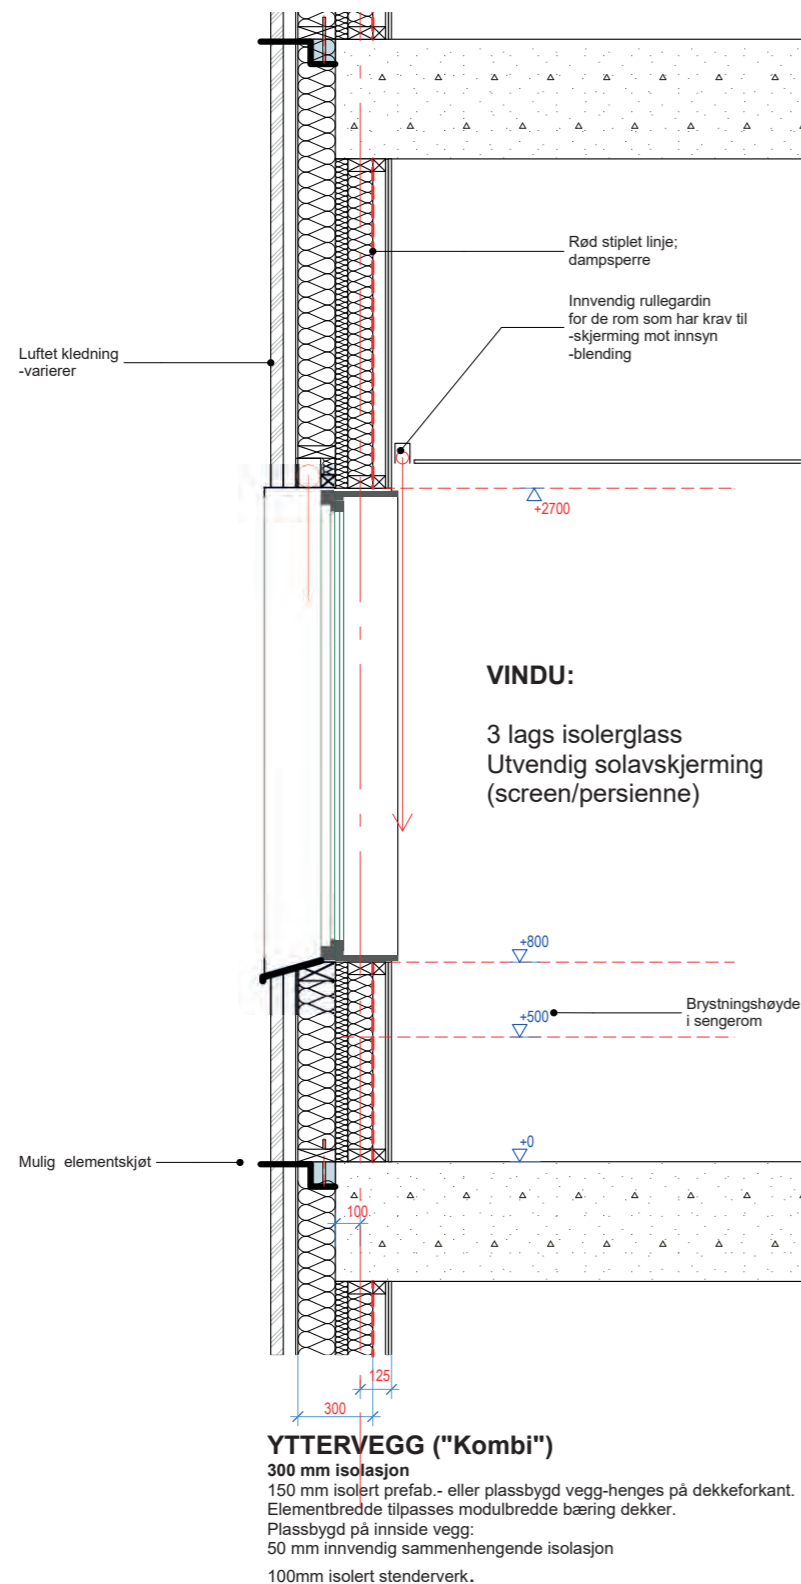 Rød stiplet linje;
dampsperre
Innvendig rullegardin
for de rom som har krav til
-skjerming mot innsyn
-blending
Luftet kledning
-varierer
+2700
VINDU:
3 lags isolerglass
Utvendig solavskjerming
(screen/persienne)
+800
+500
Brystningshøyde
i sengerom
+0
Mulig elementskjøt
100
125
300
YTTERVEGG ("Kombi")
300 mm isolasjon
150 mm isolert prefab.- eller plassbygd vegg-henges på dekkeforkant.
Elementbredde tilpasses modulbredde bæring dekker.
Plassbygd på innside vegg:
50 mm innvendig sammenhengende isolasjon
100mm isolert stenderverk.